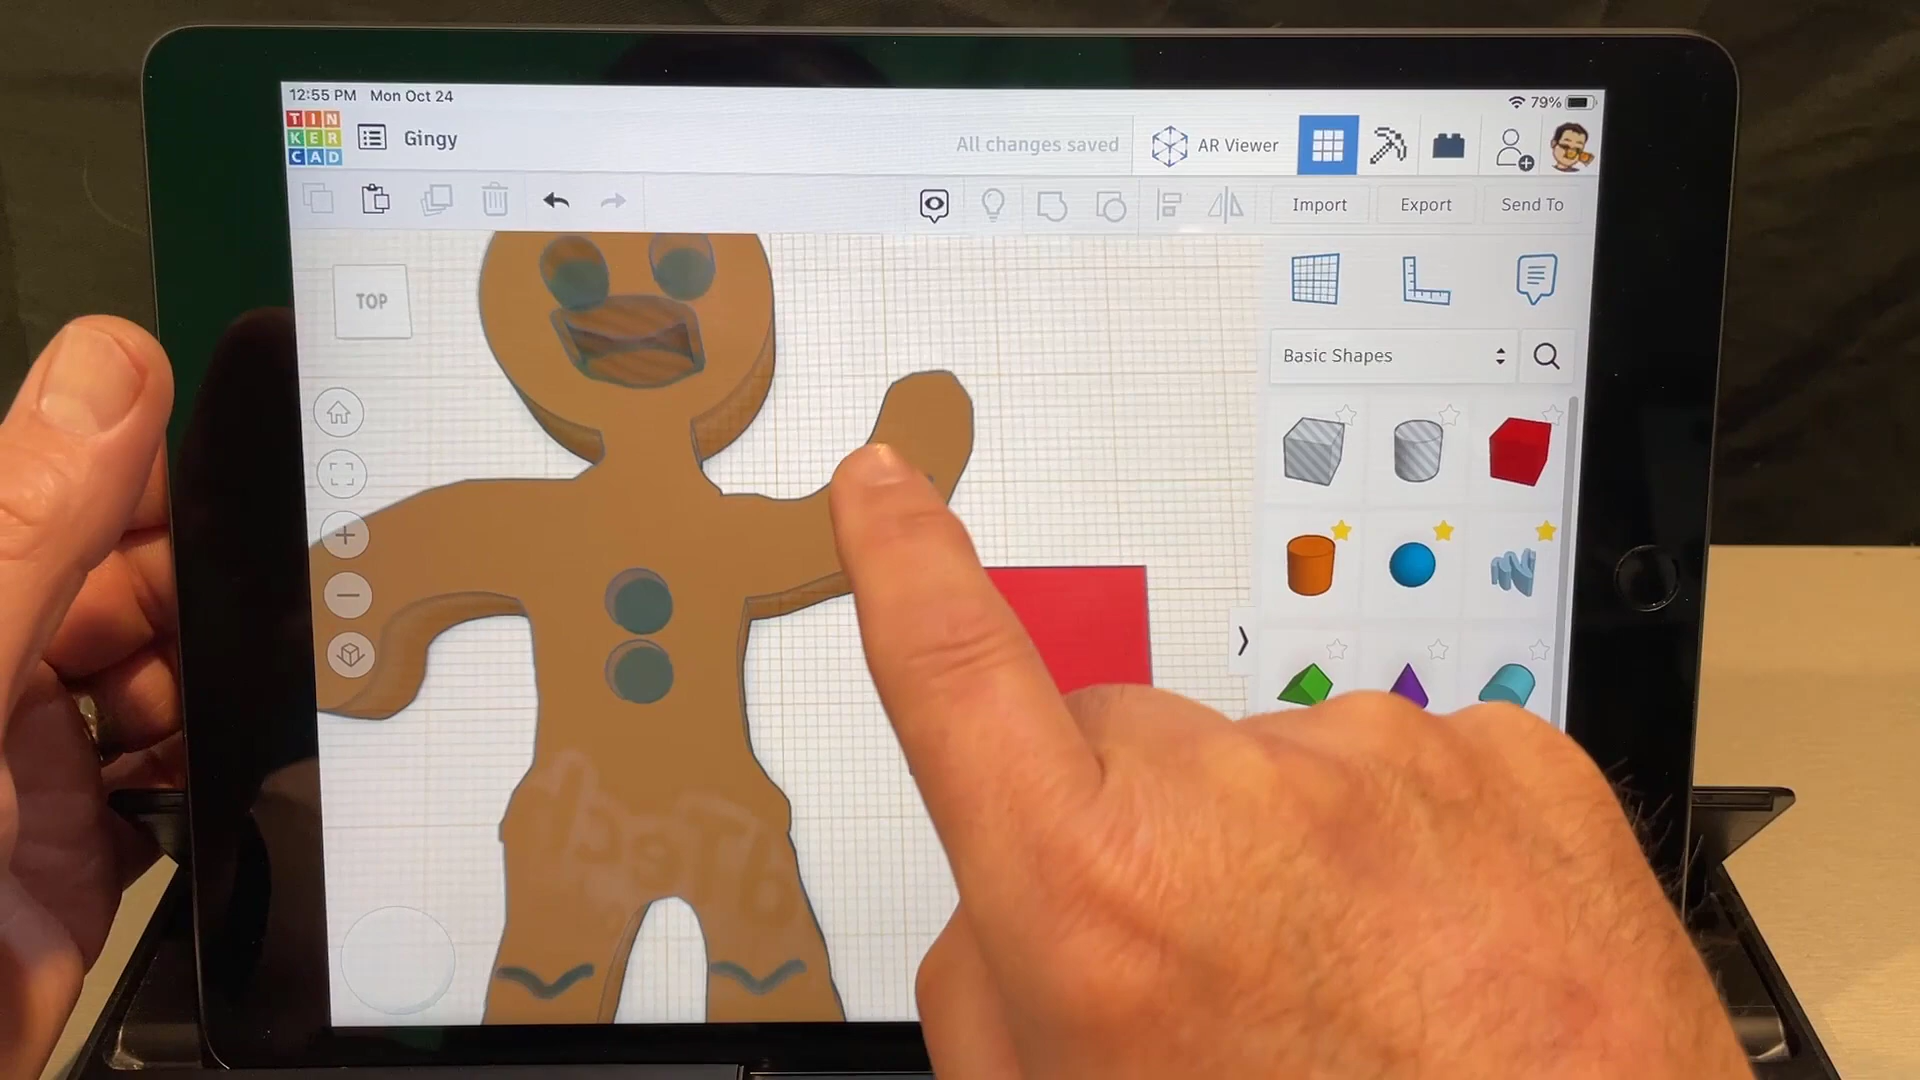 12:55 PM Mon Oct 24
79%
TIN
KER
CAD
Gingy
All changes saved
AR Viewer
Import
Export
Send To
TOP
Basic Shapes